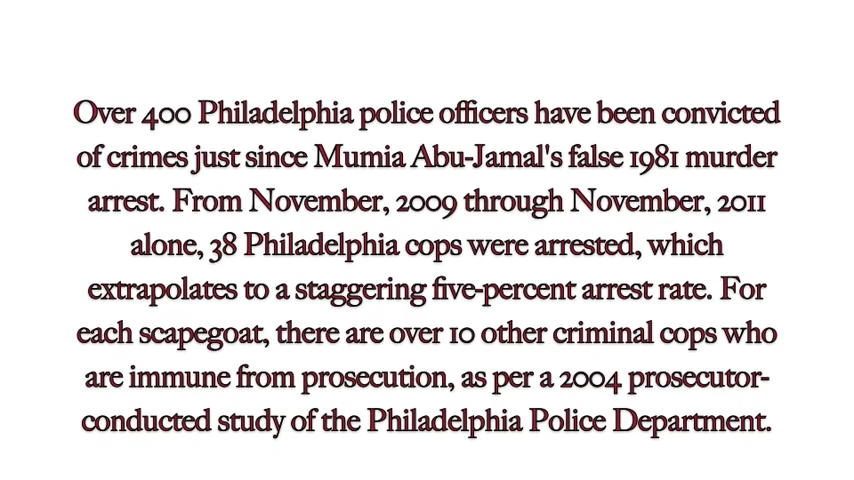 Over 400 Philadelphia police officers have been convicted
of crimes just since Mumia Abu-Jamal's false 1981 murder
arrest. From November, 2009 through November, 2011
alone, 38 Philadelphia cops were arrested, which
extrapolates to a staggering five-percent arrest rate. For
each scapegoat, there are over 10 other criminal cops who
are immune from prosecution, as per a 2004 prosecutor-
conducted study of the Philadelphia Police Department.